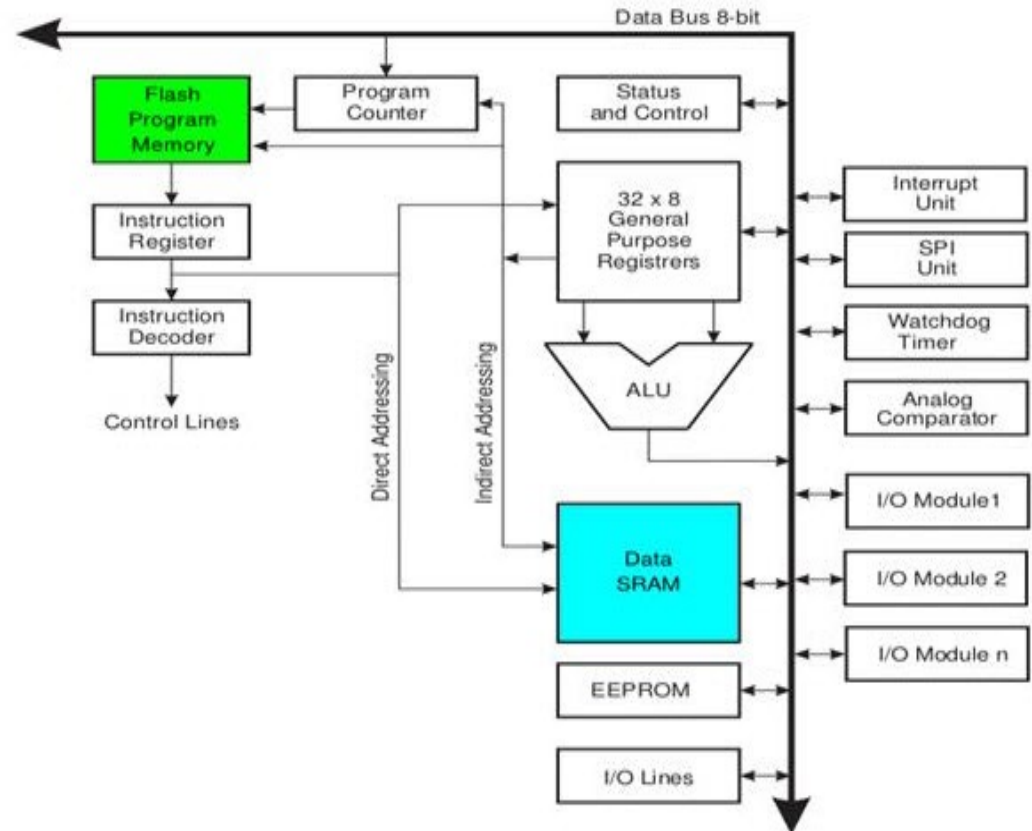 Data Bus 8-bit
Flash
Program
Memory
Program
Counter
Status
and Control
Instruction
Register
32 x 8
General
Purpose
Registrers
Interrupt
Unit
SPI
Unit
Instruction
Decoder
Watchdog
Timer
Control Lines
Direct Addressing
Indirect Addressing
ALU
Analog
Comparator
I/O Module1
Data
SRAM
I/O Module 2
I/O Module n
EEPROM
I/O Lines